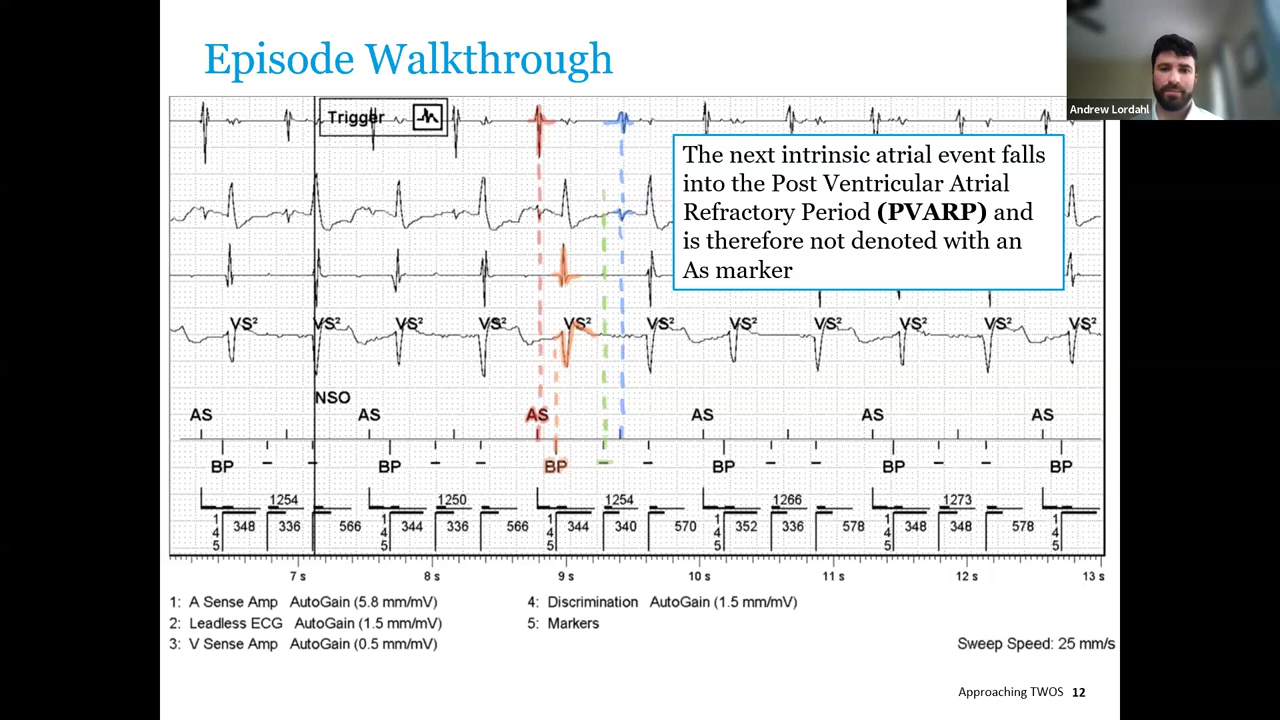 Episode Walkthrough
Andrew Lordahl
Trigger
The next intrinsic atrial event falls
into the Post Ventricular Atrial
Refractory Period (PVARP) and
is therefore not denoted with an
As marker
VS² VS² VS² VS² VS² VS² VS² VS² VS² VS² VS²
NSO
AS AS AS AS AS AS
BP BP BP BP BP BP
1254 1250 1254 1266 1273
145 348 336 566 145 344 336 566 145 344 340 570 145 352 336 578 145 348 348 578 145
7 s 8 s 9 s 10 s 11 s 12 s 13 s
1: A Sense Amp AutoGain (5.8 mm/mV) 4: Discrimination AutoGain (1.5 mm/mV)
2: Leadless ECG AutoGain (1.5 mm/mV) 5: Markers
3: V Sense Amp AutoGain (0.5 mm/mV) Sweep Speed: 25 mm/s
Approaching TWOS 12